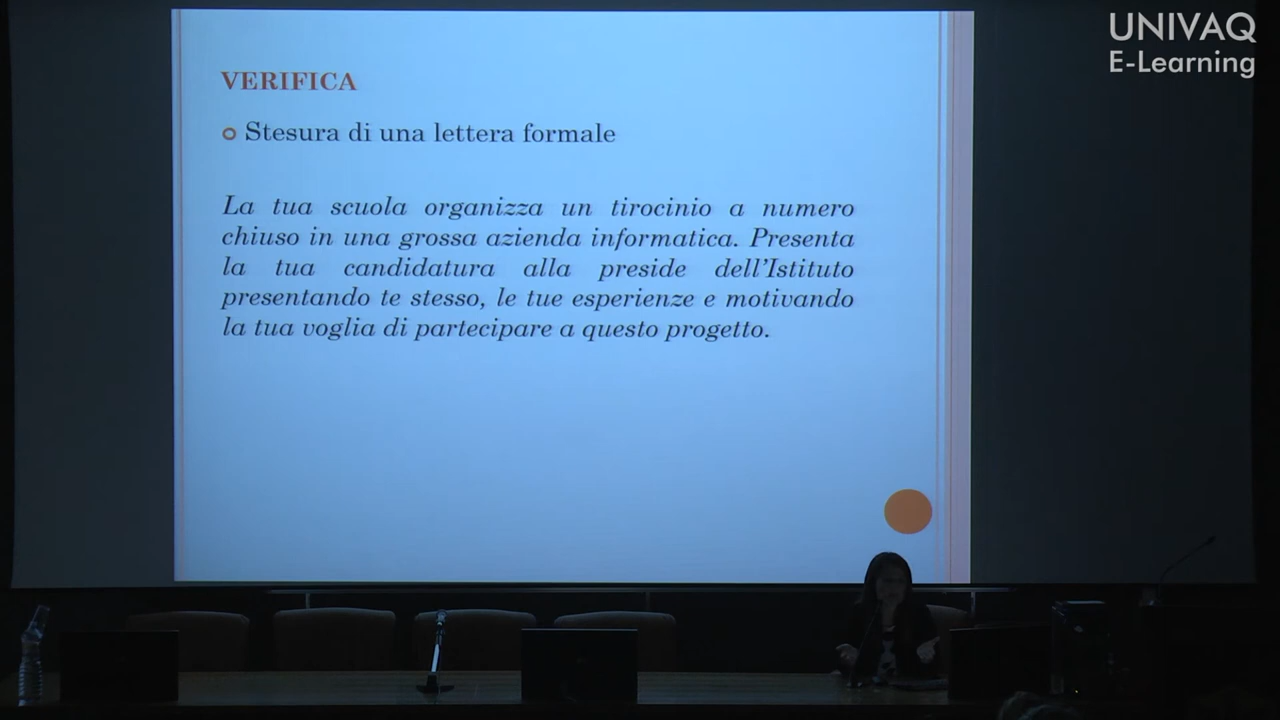 UNIVAQ
E-Learning
VERIFICA
Stesura di una lettera formale
La tua scuola organizza un tirocinio a numero
chiuso in una grossa azienda informatica. Presenta
la tua candidatura alla preside dell'Istituto
presentando te stesso, le tue esperienze e motivando
la tua voglia di partecipare a questo progetto.